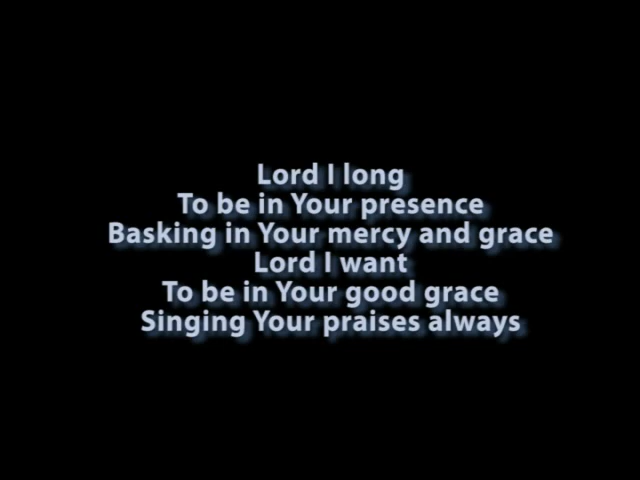 Lord I long
To be in Your presence
Basking in Your mercy and grace
Lord I want
To be in Your good grace
Singing Your praises always